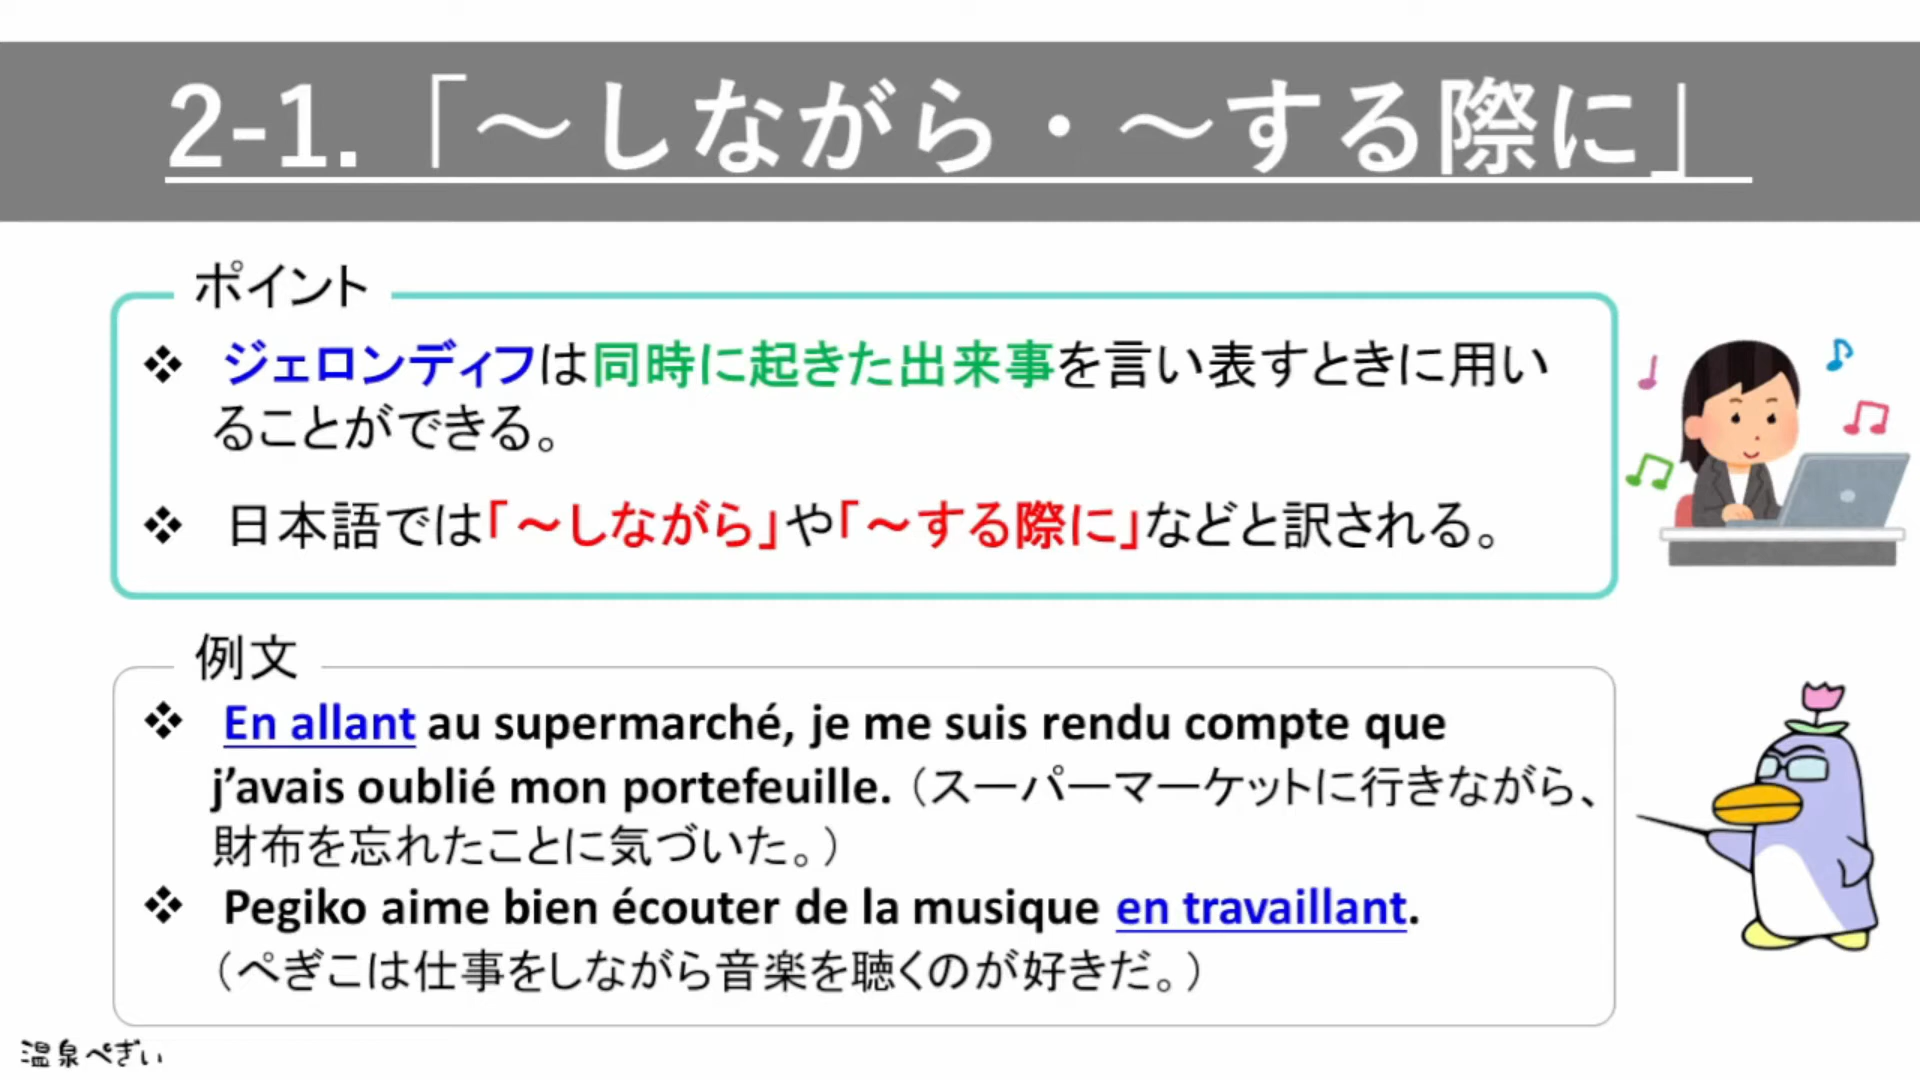 2-1.「～しながら・～する際に」
ポイント
❖ ジェロンディフは同時に起きた出来事を言い表すときに用い
ることができる。
❖ 日本語では「～しながら」や「～する際に」などと訳される。
例文
❖ En allant au supermarché, je me suis rendu compte que
j’avais oublié mon portefeuille.（スーパーマーケットに行きながら、
財布を忘れたことに気づいた。）
❖ Pegiko aime bien écouter de la musique en travaillant.
（ぺぎこは仕事をしながら音楽を聴くのが好きだ。）
温泉ぺぎい